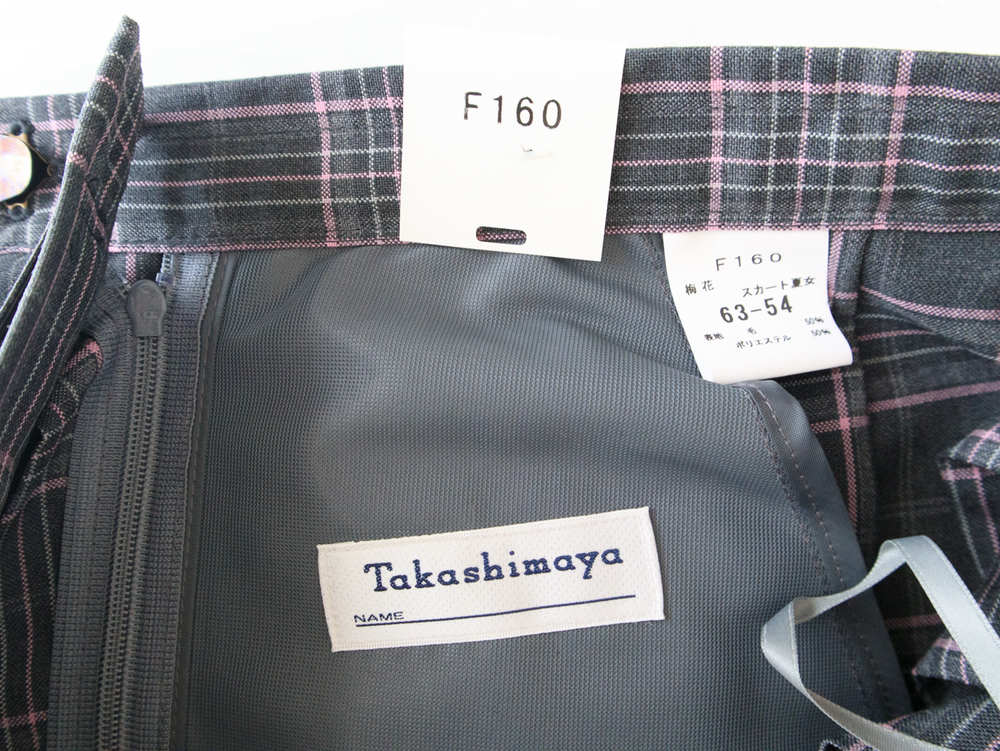 F160
F160
梅花 スカート夏女
63-54
表地 毛 50%
ポリエステル 50%
Takashimaya
NAME